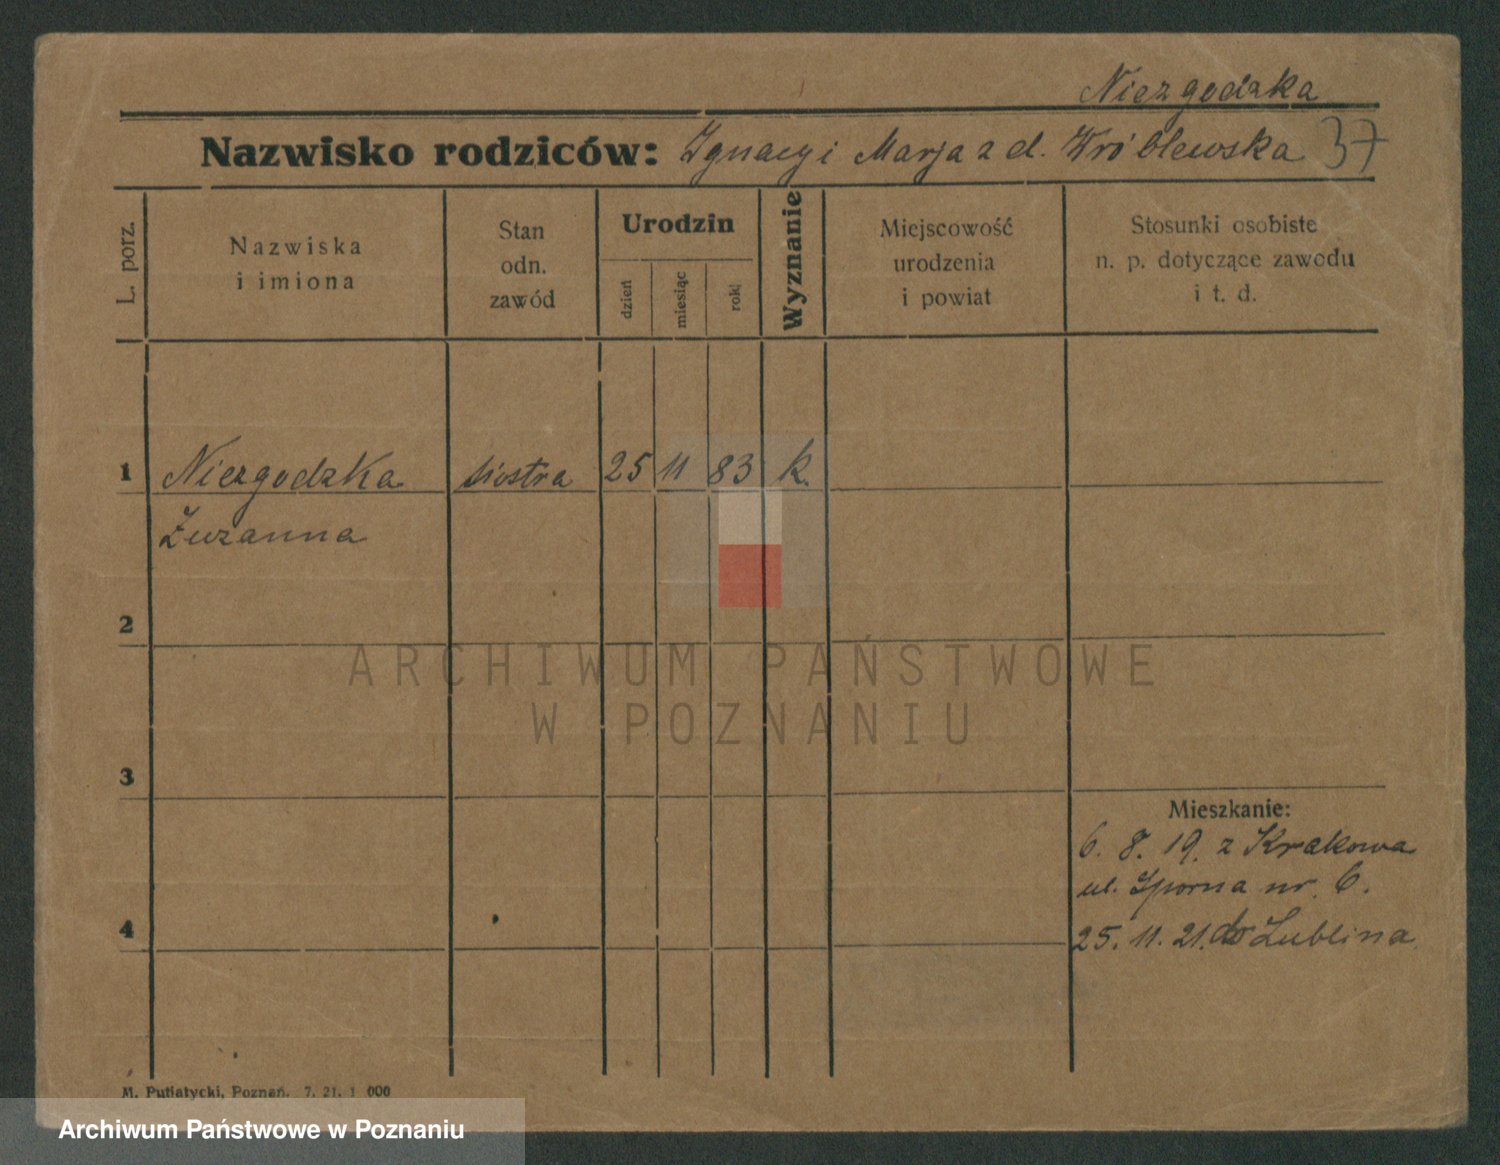 Niezgodzka
Nazwisko rodziców: Ignacy i Marja z d. Wróblewska 37
L. porz.
Nazwiska
i imiona
Stan
odn.
zawód
Urodzin
dzień
miesiąc
rok
Wyznanie
Miejscowość
urodzenia
i powiat
Stosunki osobiste
n. p. dotyczące zawodu
i t. d.
1 Niezgodzka siostra 25 11 83 k.
Zuzanna
2
ARCHIWUM PAŃSTWOWE
W POZNANIU
3
Mieszkanie:
6. 8. 19. z Krakowa
ul. Sporna nr. 6.
4
25. 11. 21. do Lublina
M. Putiatycki, Poznań. 7. 21. 1 000
Archiwum Państwowe w Poznaniu